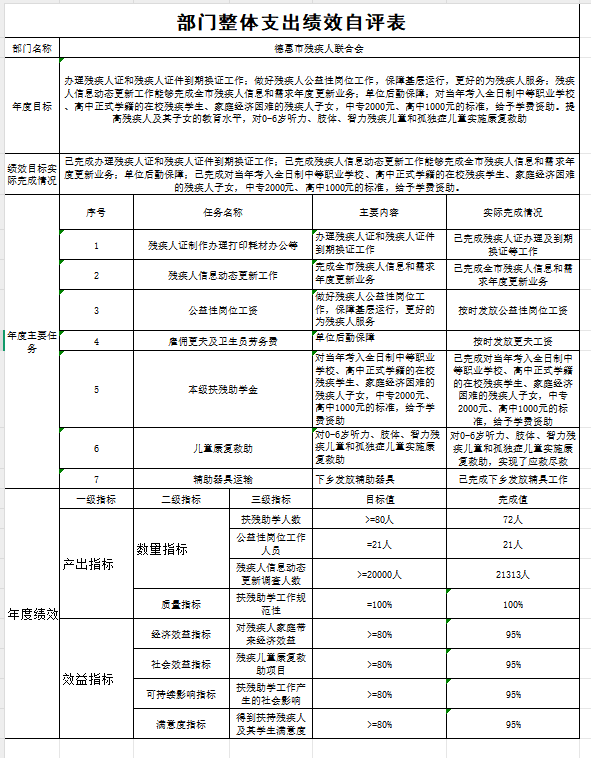 部门整体支出绩效自评表
部门名称
德惠市残疾人联合会
年度目标
办理残疾人证和残疾人证件到期换证工作；做好残疾人公益性岗位工作，保障基层运行，更好的为残疾人服务；残疾
人信息动态更新工作能够完成全市残疾人信息和需求年度更新业务；单位后勤保障；对当年考入全日制中等职业学校
、高中正式学籍的在校残疾学生、家庭经济困难的残疾人子女，中专2000元、高中1000元的标准，给予学费资助。提
高残疾人及其子女的教育水平，对0-6岁听力、肢体、智力残疾儿童和孤独症儿童实施康复救助
绩效目标实
际完成情况
已完成办理残疾人证和残疾人证件到期换证工作；已完成残疾人信息动态更新工作能够完成全市残疾人信息和需求年
度更新业务；单位后勤保障；已完成对当年考入全日制中等职业学校、高中正式学籍的在校残疾学生、家庭经济困难
的残疾人子女，中专2000元、高中1000元的标准，给予学费资助。
年度主要任
务
序号
任务名称
主要内容
实际完成情况
1
残疾人证制作办理打印耗材办公等
办理残疾人证和残疾人证件
到期换证工作
已完成残疾人证办理及到期
换证等工作
2
残疾人信息动态更新工作
完成全市残疾人信息和需求
年度更新业务
已完成全市残疾人信息和需
求年度更新业务
3
公益性岗位工资
做好残疾人公益性岗位工
作，保障基层运行，更好的
为残疾人服务
按时发放公益性岗位工资
4
雇佣更夫及卫生员劳务费
单位后勤保障
按时发放更夫工资
5
本级扶残助学金
对当年考入全日制中等职业
学校、高中正式学籍的在校
残疾学生、家庭经济困难的
残疾人子女，中专2000元、
高中1000元的标准，给予学
费资助
已完成对当年考入全日制中
等职业学校、高中正式学籍
的在校残疾学生、家庭经济
困难的残疾人子女，中专
2000元、高中1000元的标
准，给予学费资助
6
儿童康复救助
对0-6岁听力、肢体、智力残
疾儿童和孤独症儿童实施康
复救助
对0-6岁听力、肢体、智力残
疾儿童和孤独症儿童实施康
复救助，实现了应救尽救
7
辅助器具运输
下乡发放辅助器具
已完成下乡发放辅具工作
年度绩效
一级指标
二级指标
三级指标
目标值
完成值
产出指标
数量指标
扶残助学人数
>=80人
72人
公益性岗位工作
人员
=21人
21人
残疾人信息动态
更新调查人数
>=20000人
21313人
质量指标
扶残助学工作规
范性
=100%
100%
效益指标
经济效益指标
对残疾人家庭带
来经济效益
>=80%
95%
社会效益指标
残疾儿童康复救
助项目
>=80%
95%
可持续影响指标
扶残助学工作产
生的社会影响
>=80%
95%
满意度指标
得到扶持残疾人
及其学生满意度
>=80%
95%